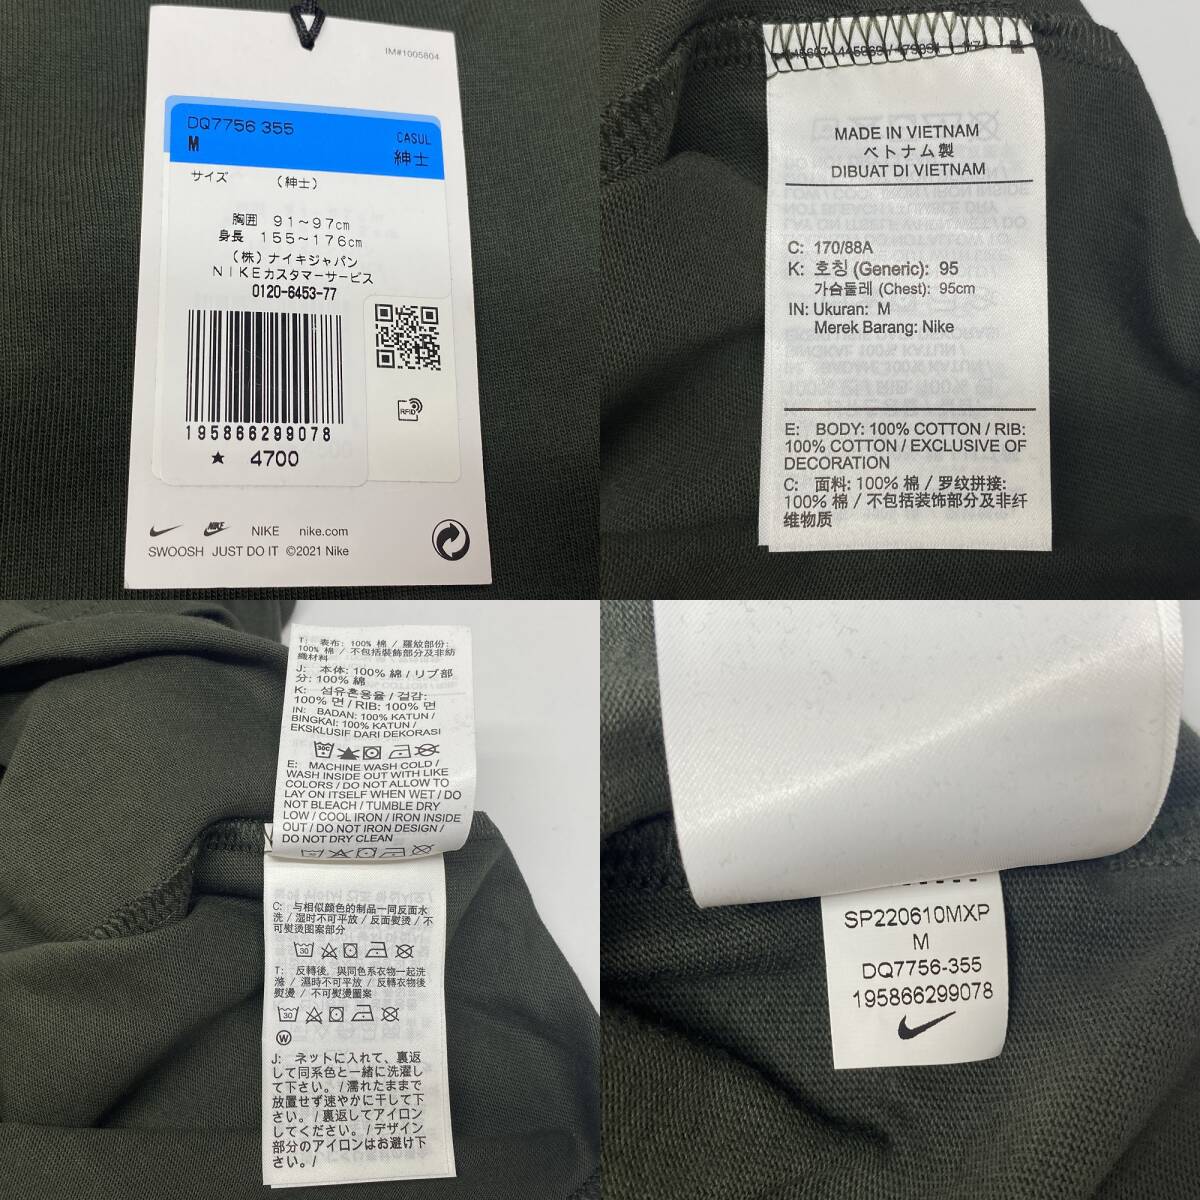 IM#1005804
DQ7756 355
M
CASUL
紳士
サイズ (紳士)
胸囲 91~97cm
身長 155~176cm
(株)ナイキジャパン
NIKEカスタマーサービス
0120-6453-77
RFID
195866299078
★ 4700
NIKE nike.com
SWOOSH JUST DO IT ©2021 Nike
MADE IN VIETNAM
ベトナム製
DIBUAT DI VIETNAM
C: 170/88A
K: 호칭 (Generic): 95
가슴둘레 (Chest): 95cm
IN: Ukuran: M
Merek Barang: Nike
E: BODY: 100% COTTON / RIB:
100% COTTON / EXCLUSIVE OF
DECORATION
C: 面料: 100% 棉 / 罗纹拼接:
100% 棉 / 不包括装饰部分及非纤
维物质
T: 表布: 100% 棉 / 羅紋部份:
100% 棉 / 不包括裝飾部分及非紡
織材料
J: 本体: 100% 綿 / リブ部
分: 100% 綿
K: 섬유혼용율 / 겉감:
100% 면 / RIB: 100% 면
IN: BADAN: 100% KATUN /
BINGKAI: 100% KATUN /
EKSKLUSIF DARI DEKORASI
30C
E: MACHINE WASH COLD /
WASH INSIDE OUT WITH LIKE
COLORS / DO NOT ALLOW TO
LAY ON ITSELF WHEN WET / DO
NOT BLEACH / TUMBLE DRY
LOW / COOL IRON / IRON INSIDE
OUT / DO NOT IRON DESIGN /
DO NOT DRY CLEAN
C: 与相似颜色的制品一同反面水
洗 / 湿时不可平放 / 反面熨烫 / 不
可熨烫图案部分
30
T: 反轉後, 與同色系衣物一起洗
滌 / 濕時不可平放 / 反轉衣物後
熨燙 / 不可熨燙圖案
30
W
J: ネットに入れて、裏返
して同系色と一緒に洗濯し
て下さい。/濡れたままで
放置せず速やかに干して下
さい。/裏返してアイロン
してください。/デザイン
部分のアイロンはお避け下
さい。/
SP220610MXP
M
DQ7756-355
195866299078